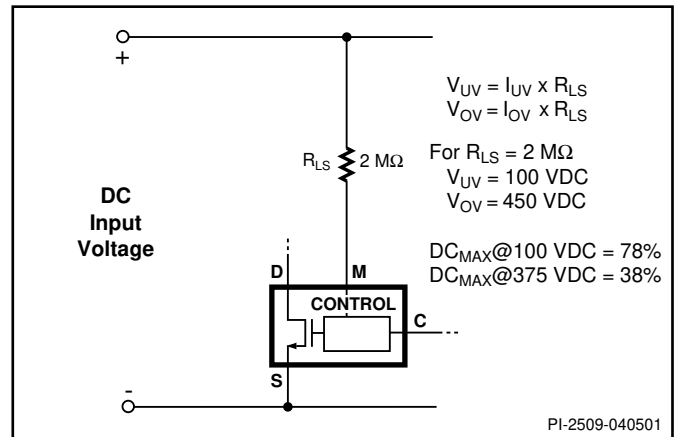 +
V_UV = I_UV x R_LS
V_OV = I_OV x R_LS
R_LS 2 MΩ
For R_LS = 2 MΩ
V_UV = 100 VDC
V_OV = 450 VDC
DC
Input
Voltage
DC_MAX@100 VDC = 78%
DC_MAX@375 VDC = 38%
D M
CONTROL
C
S
-
PI-2509-040501